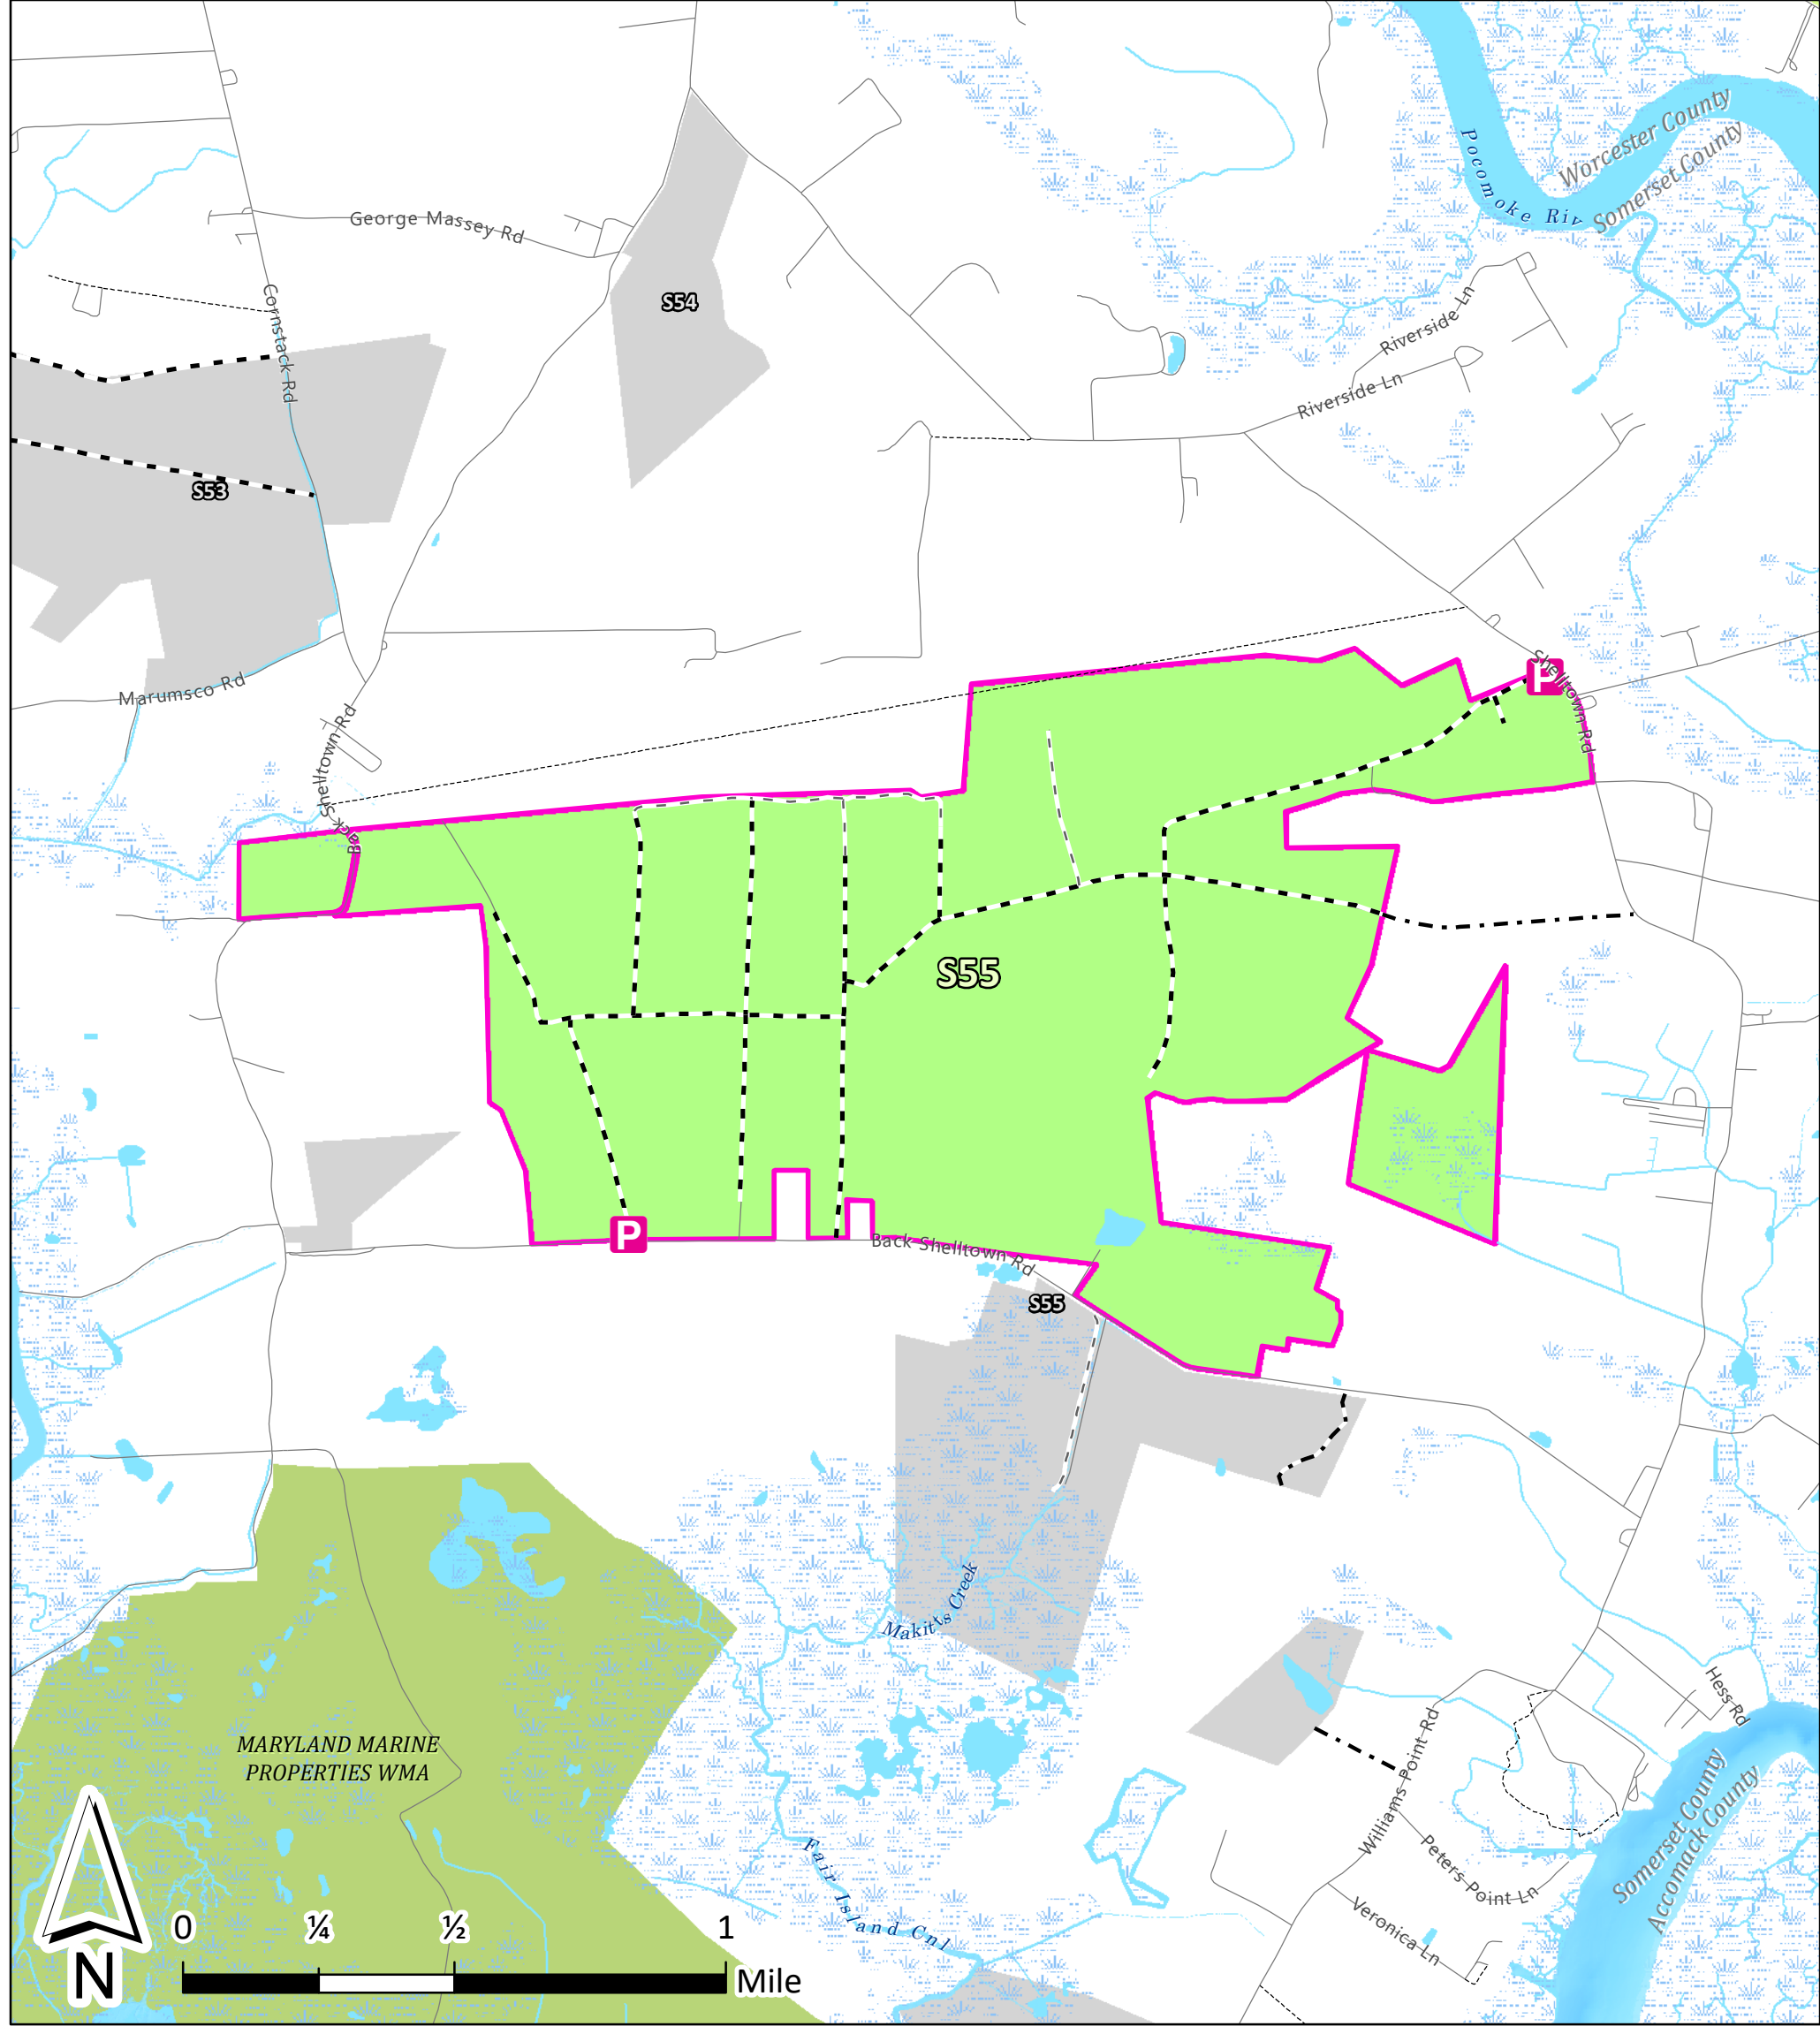 Worcester County
Somerset County
Pocomoke Riv
George Massey Rd
Cornstack Rd
S54
Riverside Ln
Riverside Ln
S53
Marumsco Rd
Shelltown Rd
P
Back Shelltown Rd
S55
P
Back Shelltown Rd
S55
Makitts Creek
MARYLAND MARINE
PROPERTIES WMA
Hess Rd
Williams Point Rd
Peters Point Ln
Veronica Ln
Somerset County
Accomack County
Fair Island Cnl
N
0 ¼ ½ 1
Mile